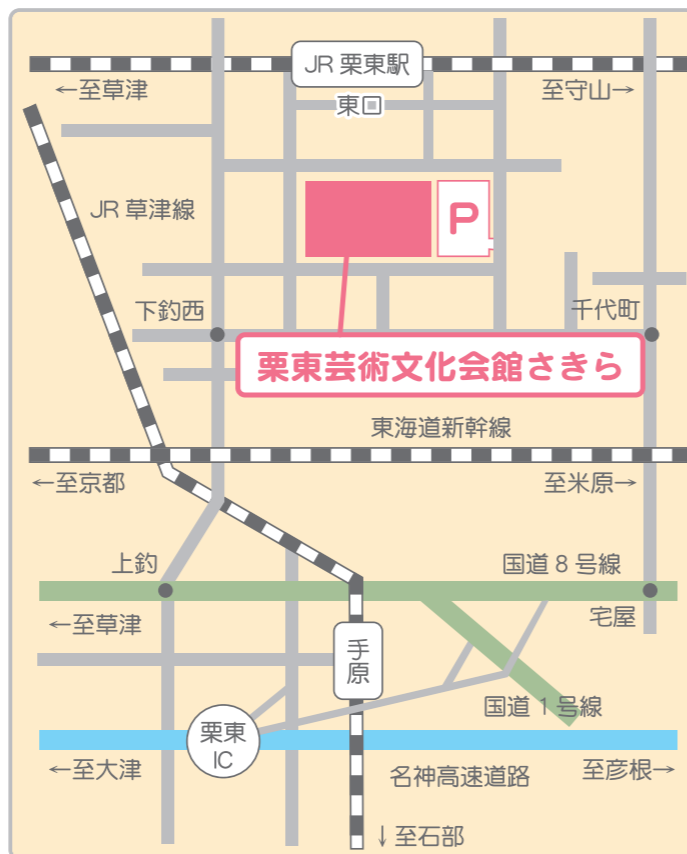 JR 栗東駅
←至草津
至守山→
東口
JR 草津線
P
下釣西
千代町
栗東芸術文化会館さきら
東海道新幹線
←至京都
至米原→
上釣
国道 8 号線
←至草津
宅屋
手原
国道 1 号線
栗東
IC
←至大津
名神高速道路
至彦根→
↓至石部